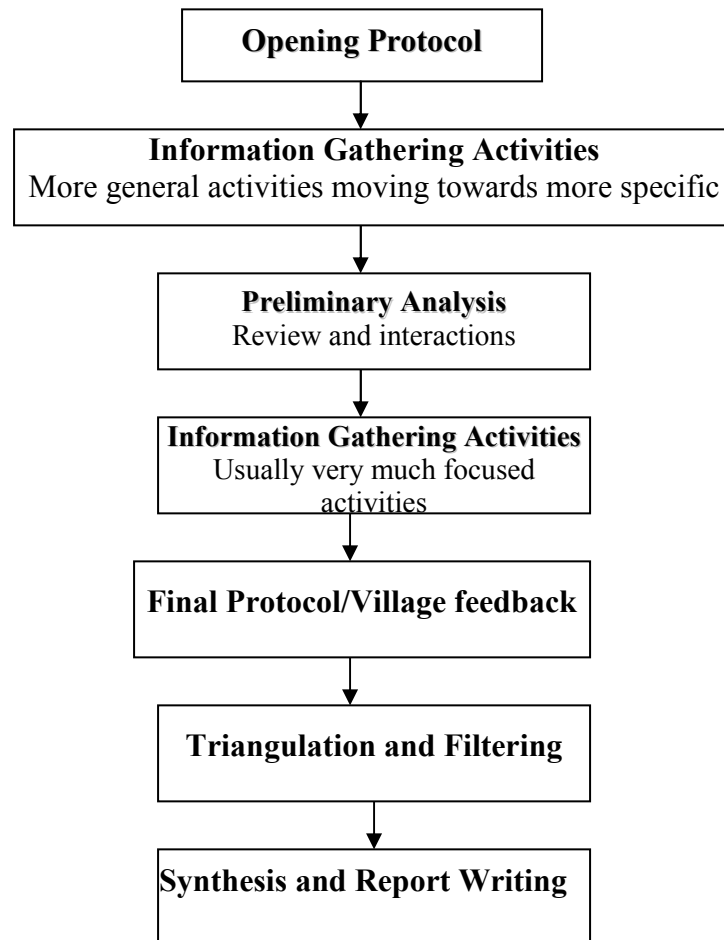 Opening Protocol
Information Gathering Activities
More general activities moving towards more specific
Preliminary Analysis
Review and interactions
Information Gathering Activities
Usually very much focused
activities
Final Protocol/Village feedback
Triangulation and Filtering
Synthesis and Report Writing